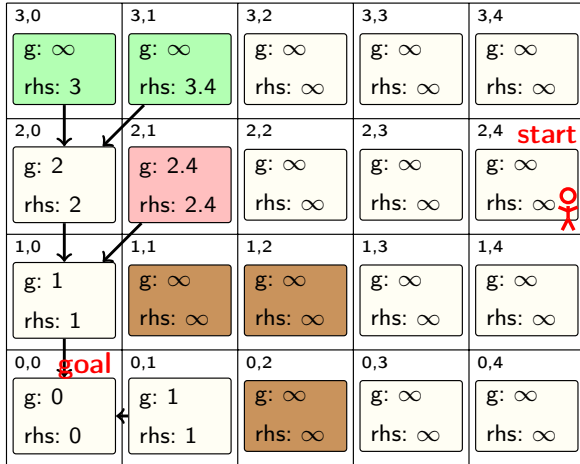 3,0 3,1 3,2 3,3 3,4
g: ∞ g: ∞ g: ∞ g: ∞ g: ∞
rhs: 3 rhs: 3.4 rhs: ∞ rhs: ∞ rhs: ∞
2,0 2,1 2,2 2,3 2,4 start
g: 2 g: 2.4 g: ∞ g: ∞ g: ∞
rhs: 2 rhs: 2.4 rhs: ∞ rhs: ∞ rhs: ∞
1,0 1,1 1,2 1,3 1,4
g: 1 g: ∞ g: ∞ g: ∞ g: ∞
rhs: 1 rhs: ∞ rhs: ∞ rhs: ∞ rhs: ∞
0,0 goal 0,1 0,2 0,3 0,4
g: 0 g: 1 g: ∞ g: ∞ g: ∞
rhs: 0 rhs: 1 rhs: ∞ rhs: ∞ rhs: ∞